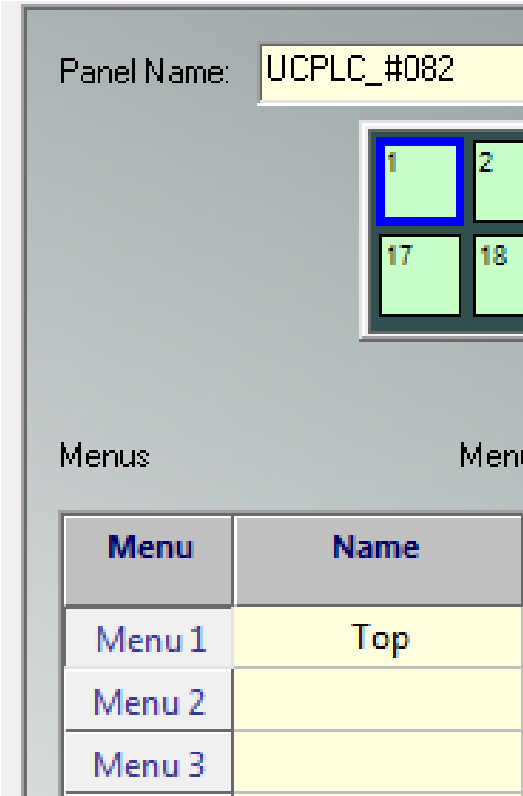 Panel Name: UCPLC_#082
1 2
17 18
Menus Menu
Menu Name
Menu 1 Top
Menu 2
Menu 3